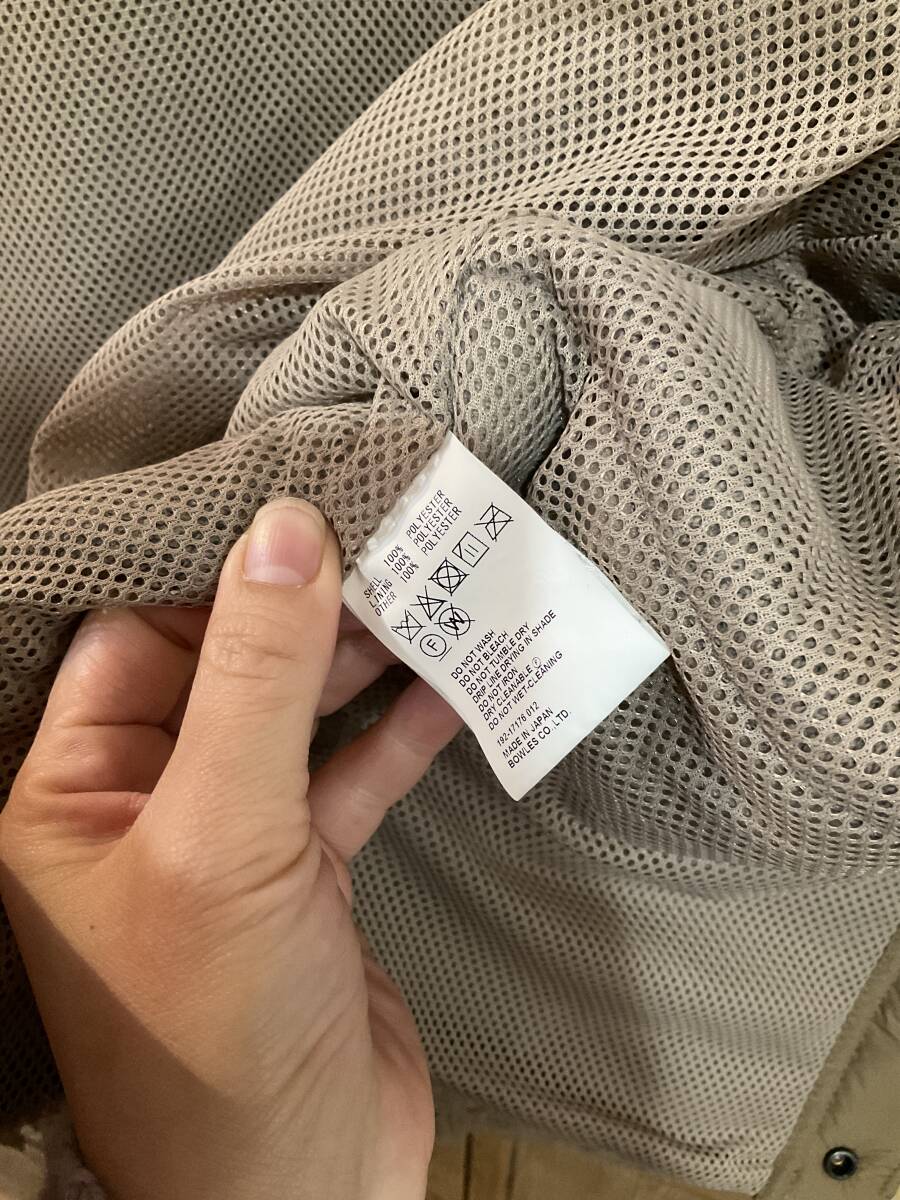 SHELL 100% POLYESTER
LINING 100% POLYESTER
OTHER 100% POLYESTER
F W
DO NOT WASH
DO NOT BLEACH
DO NOT TUMBLE DRY
DRIP LINE DRYING IN SHADE
DO NOT IRON
DRY CLEANABLE Ⓕ
DO NOT WET-CLEANING
192-17176 012
MADE IN JAPAN
BOWLES CO., LTD.